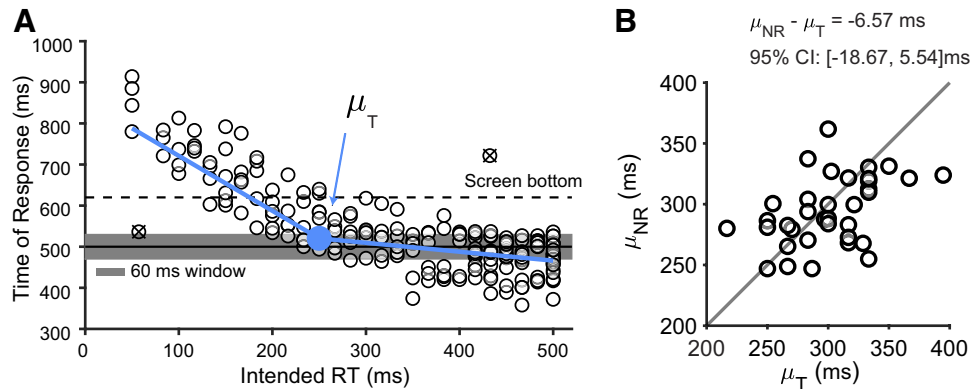 A
1000
900
800
700
600
500
400
300
Time of Response (ms)
0
100
200
300
400
500
Intended RT (ms)
μT
Screen bottom
60 ms window
B
μNR - μT = -6.57 ms
95% CI: [-18.67, 5.54]ms
400
350
300
250
200
μNR (ms)
200
250
300
350
400
μT (ms)